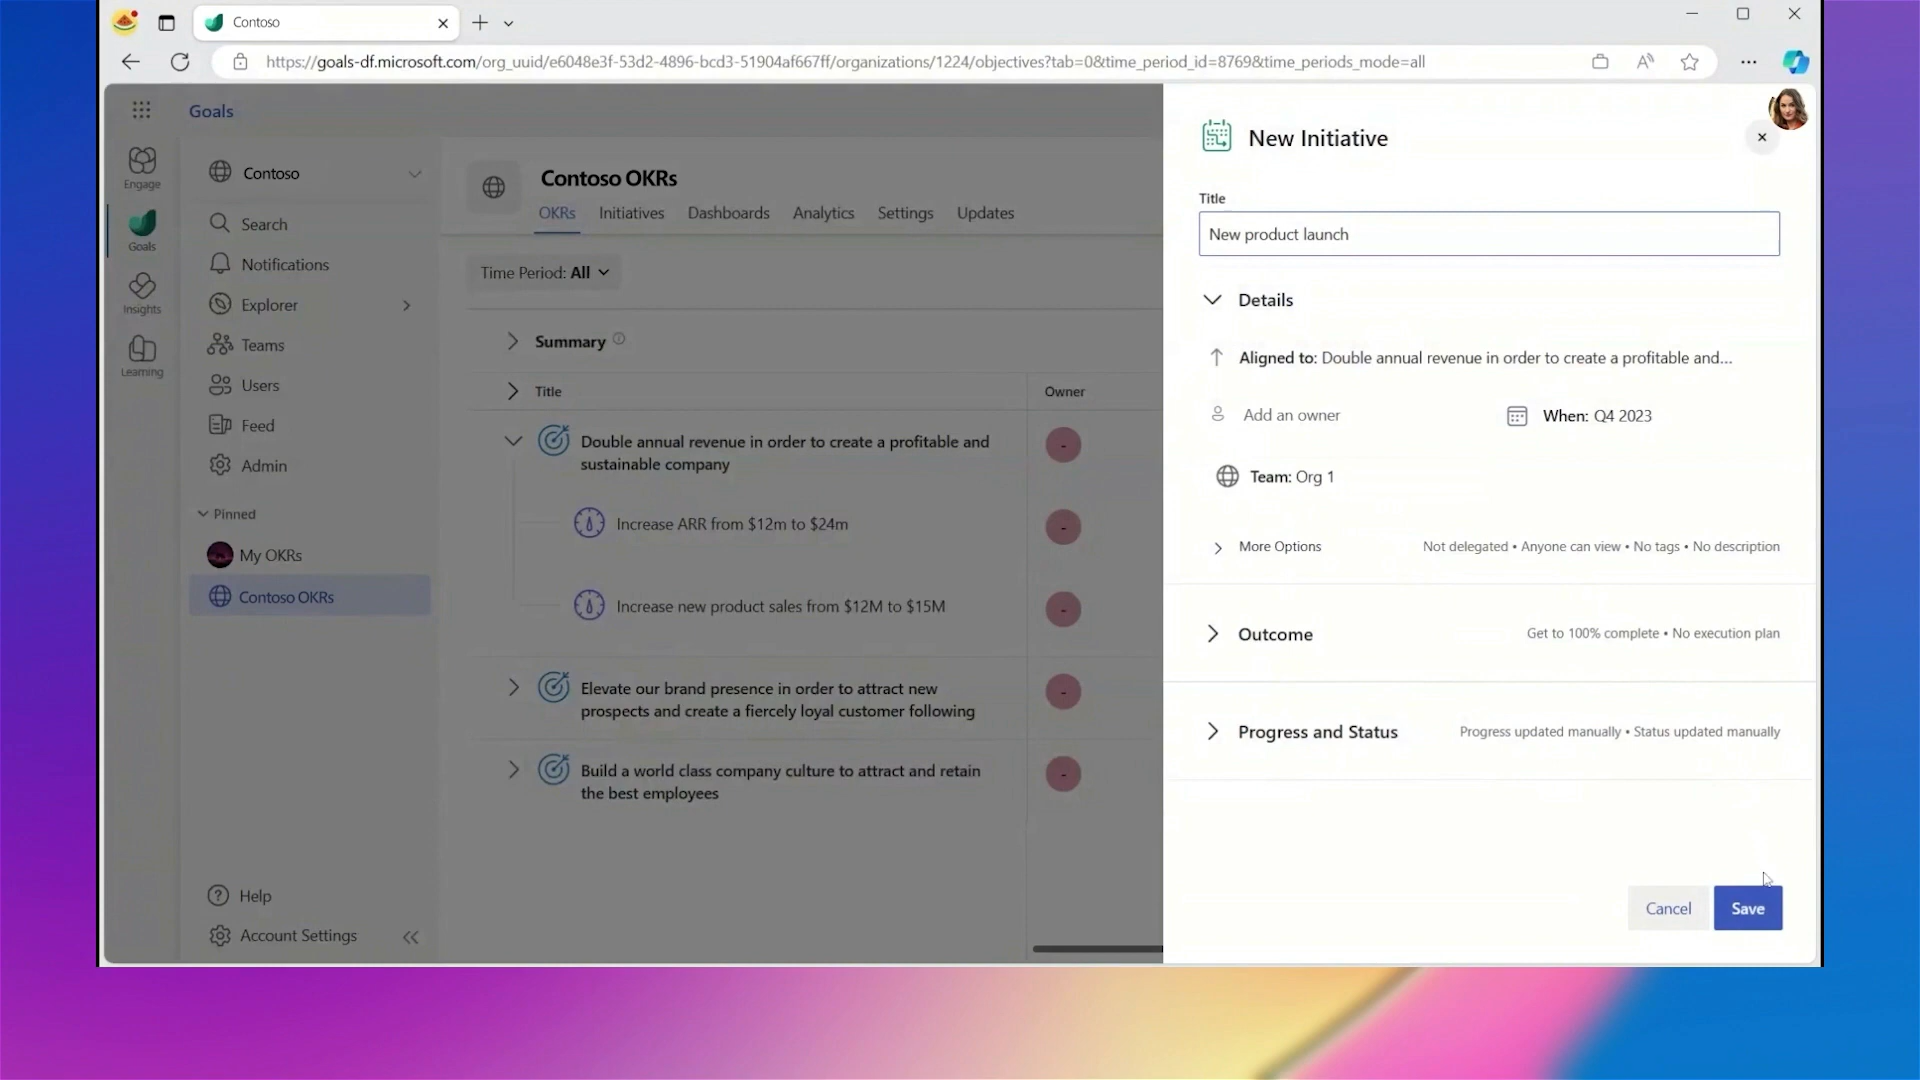 Contoso
https://goals-df.microsoft.com/org_uuid/e6048e3f-53d2-4896-bcd3-51904af667ff/organizations/1224/objectives?tab=0&time_period_id=8769&time_periods_mode=all
Goals
Engage
Goals
Insights
Learning
Contoso
Search
Notifications
Explorer
Teams
Users
Feed
Admin
Pinned
My OKRs
Contoso OKRs
Help
Account Settings
Contoso OKRs
OKRs Initiatives Dashboards Analytics Settings Updates
Time Period: All
Summary
Title Owner
Double annual revenue in order to create a profitable and
sustainable company
-
Increase ARR from $12m to $24m
-
Increase new product sales from $12M to $15M
-
Elevate our brand presence in order to attract new
prospects and create a fiercely loyal customer following
-
Build a world class company culture to attract and retain
the best employees
-
New Initiative
Title
New product launch
Details
Aligned to: Double annual revenue in order to create a profitable and...
Add an owner When: Q4 2023
Team: Org 1
More Options Not delegated • Anyone can view • No tags • No description
Outcome Get to 100% complete • No execution plan
Progress and Status Progress updated manually • Status updated manually
Cancel Save